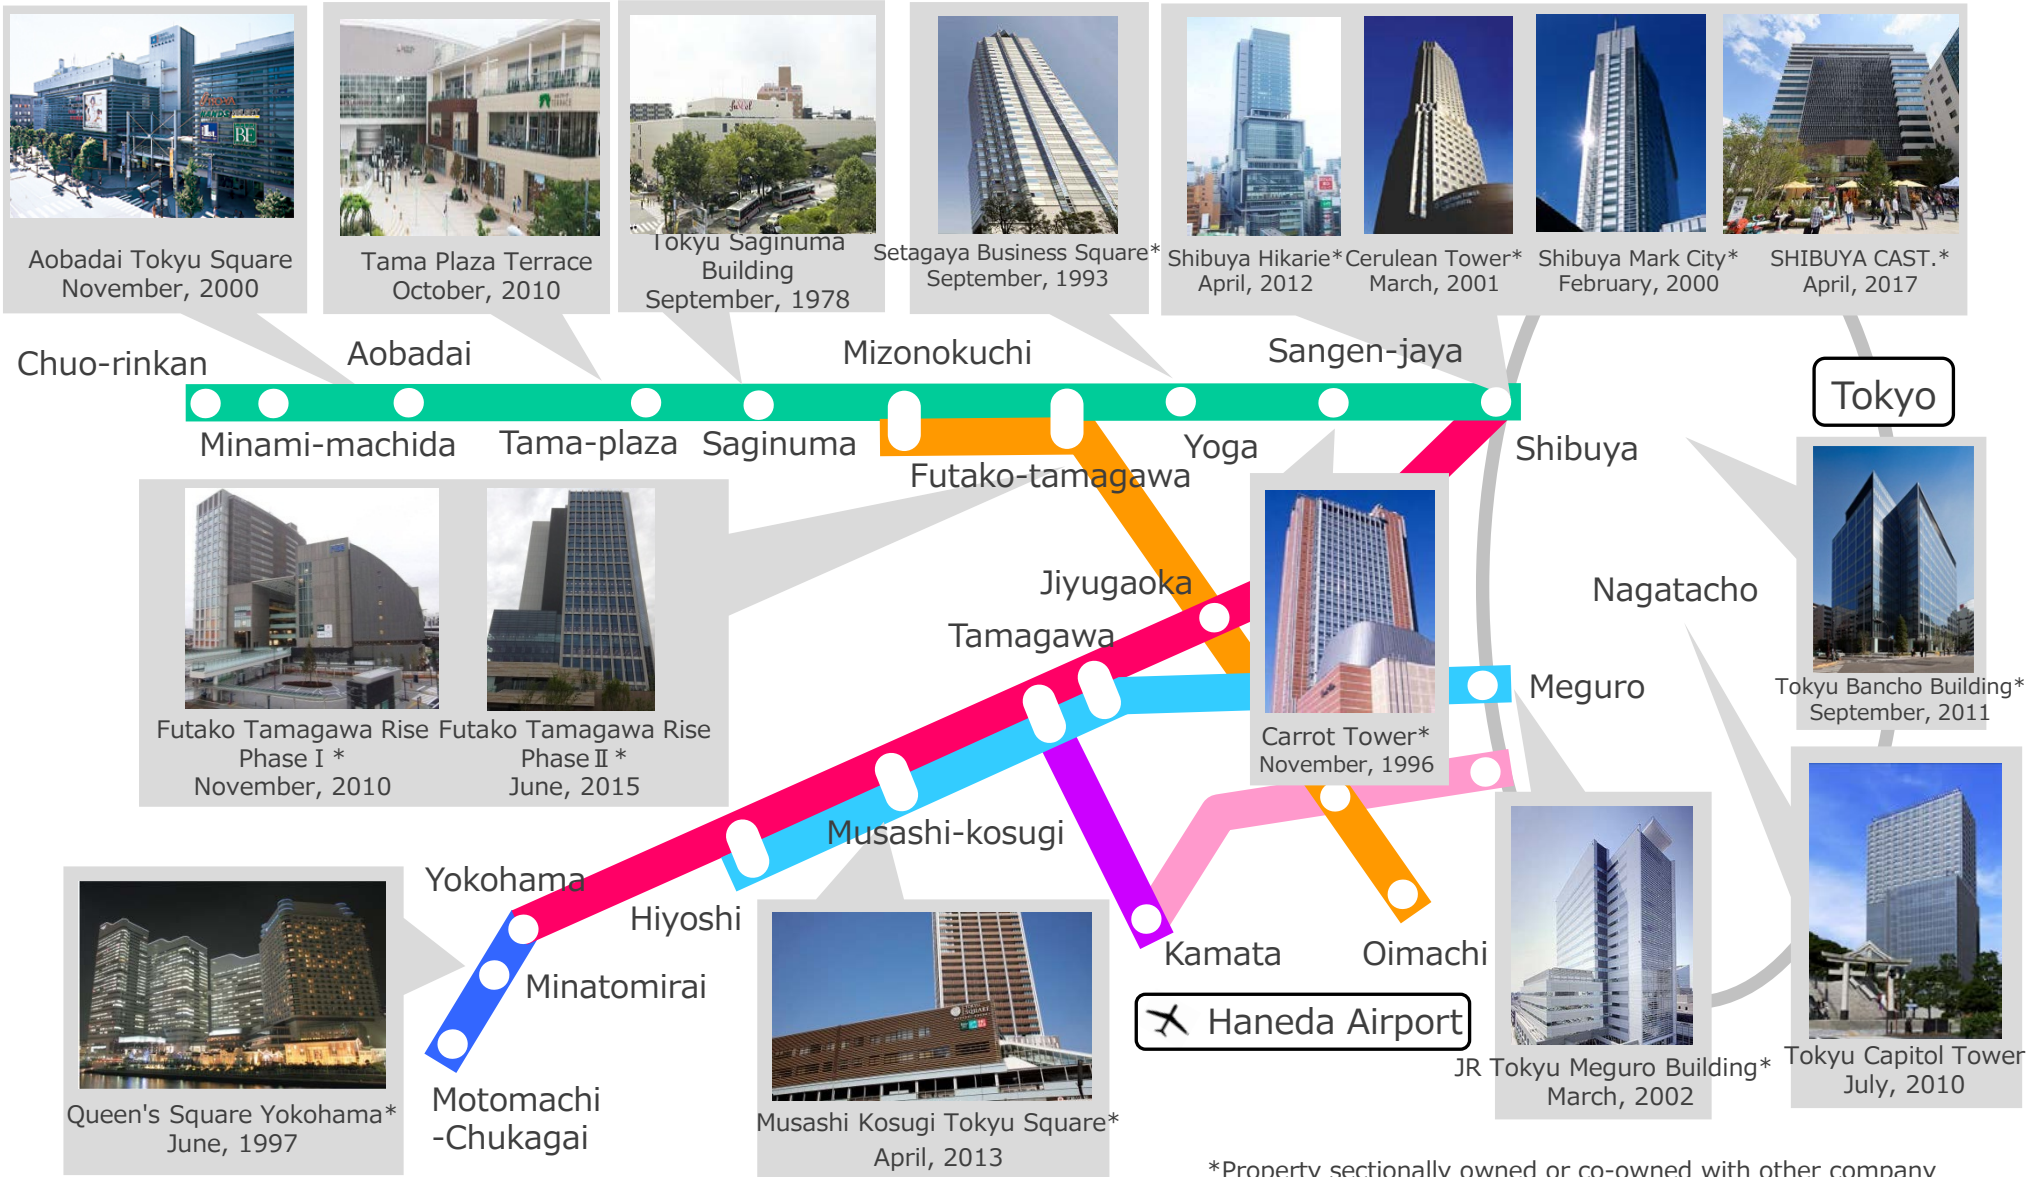 Aobadai Tokyu Square
November, 2000
Tama Plaza Terrace
October, 2010
Tokyu Saginuma
Building
September, 1978
Setagaya Business Square*
September, 1993
Shibuya Hikarie*
April, 2012
Cerulean Tower*
March, 2001
Shibuya Mark City*
February, 2000
SHIBUYA CAST.*
April, 2017
Chuo-rinkan
Aobadai
Mizonokuchi
Sangen-jaya
Tokyo
Minami-machida
Tama-plaza
Saginuma
Futako-tamagawa
Yoga
Shibuya
Jiyugaoka
Tamagawa
Nagatacho
Meguro
Tokyu Bancho Building*
September, 2011
Futako Tamagawa Rise
Phase I *
November, 2010
Futako Tamagawa Rise
Phase Ⅱ *
June, 2015
Carrot Tower*
November, 1996
Musashi-kosugi
Yokohama
Hiyoshi
Minatomirai
Kamata
Oimachi
Haneda Airport
Motomachi
-Chukagai
Queen's Square Yokohama*
June, 1997
SQUARE
Musashi Kosugi Tokyu Square*
April, 2013
JR Tokyu Meguro Building*
March, 2002
Tokyu Capitol Tower
July, 2010
BE
*Property sectionally owned or co-owned with other company